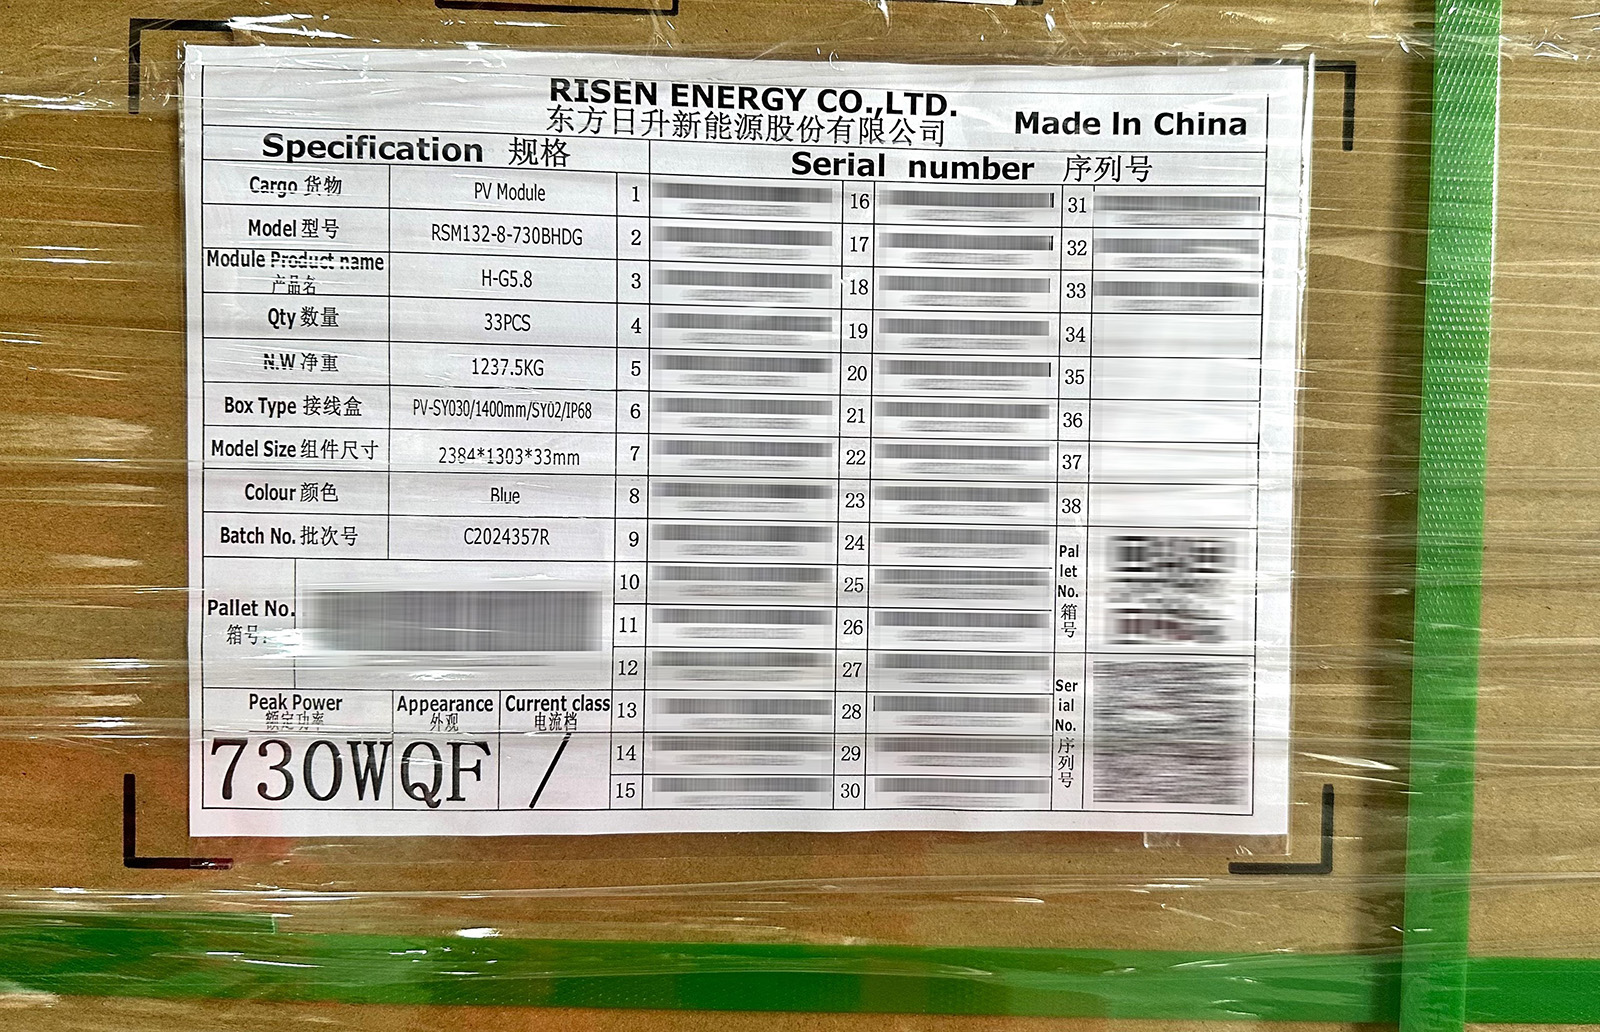 RISEN ENERGY CO.,LTD.
东方日升新能源股份有限公司
Made In China
Specification 规格
Serial number 序列号
Cargo 货物 PV Module
Model 型号 RSM132-8-730BHDG
Module Product name
产品名
H-G5.8
Qty 数量 33PCS
N.W 净重 1237.5KG
Box Type 接线盒 PV-SY030/1400mm/SY02/IP68
Model Size 组件尺寸 2384*1303*33mm
Colour 颜色 Blue
Batch No. 批次号 C2024357R
Pallet No.
箱号:
Peak Power
额定功率
730W
Appearance
外观
QF
Current class
电流档
/
1
2
3
4
5
6
7
8
9
10
11
12
13
14
15
16
17
18
19
20
21
22
23
24
25
26
27
28
29
30
31
32
33
34
35
36
37
38
Pal
let
No.
箱
号
Ser
ial
No.
序
列
号